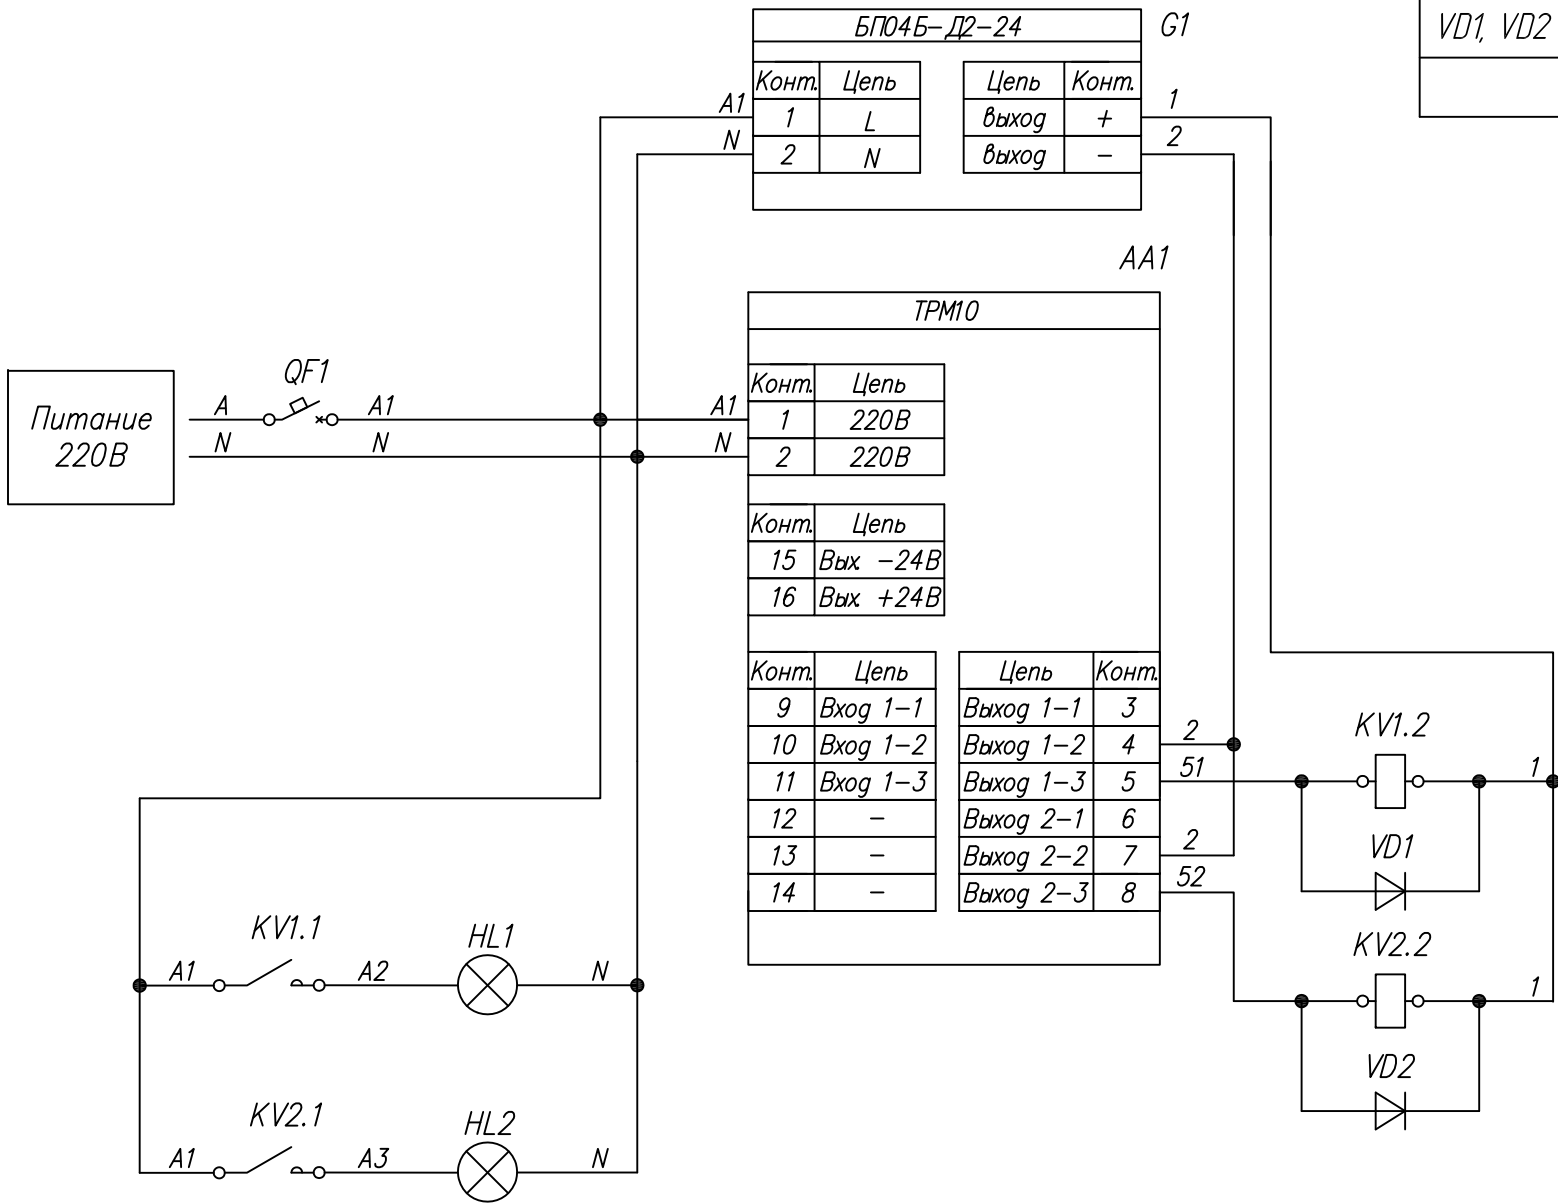 БП04Б-Д2-24
G1
VD1, VD2
Конт. Цепь Цепь Конт.
A1 1 L выход + 1
N 2 N выход - 2
AA1
ТРМ10
Питание
220В
QF1
A A1
N N
Конт. Цепь
A1 1 220В
N 2 220В
Конт. Цепь
15 Вых. -24В
16 Вых. +24В
Конт. Цепь Цепь Конт.
9 Вход 1-1 Выход 1-1 3
10 Вход 1-2 Выход 1-2 4 2
11 Вход 1-3 Выход 1-3 5 51
12 - Выход 2-1 6
13 - Выход 2-2 7 2
14 - Выход 2-3 8 52
KV1.2
1
VD1
KV2.2
1
VD2
KV1.1 HL1
A1 A2 N
KV2.1 HL2
A1 A3 N